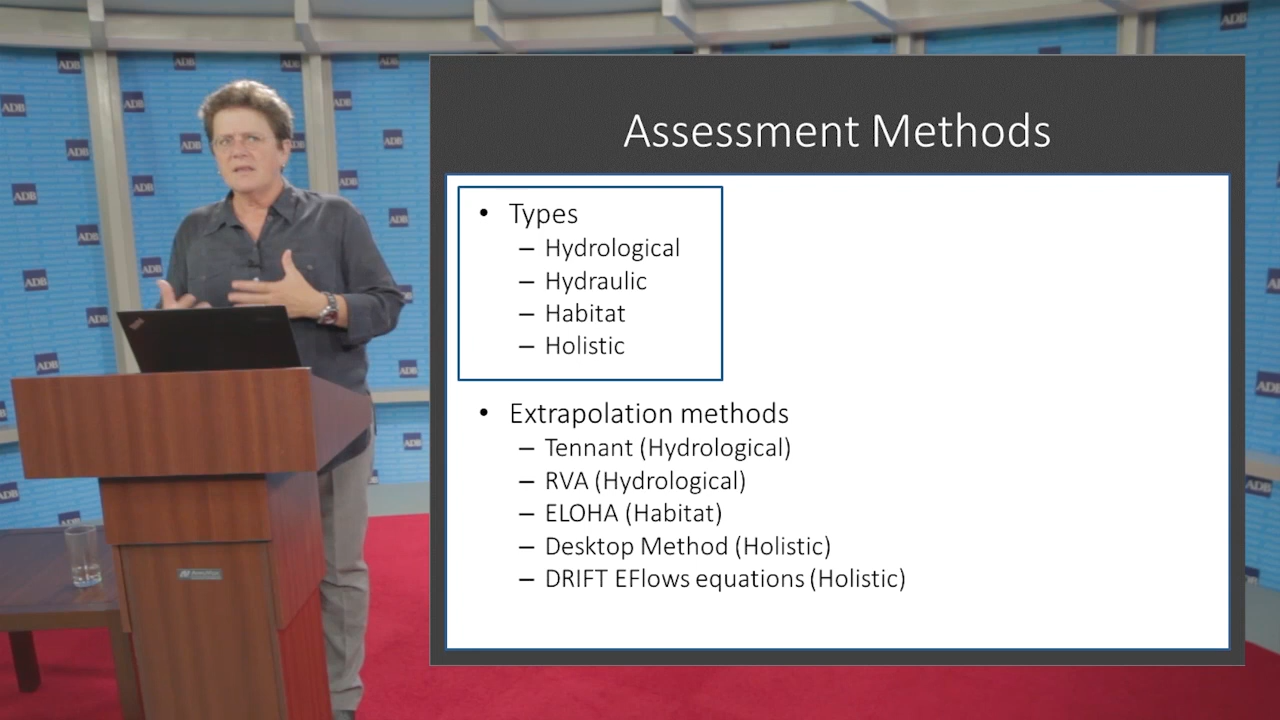 Assessment Methods
• Types
– Hydrological
– Hydraulic
– Habitat
– Holistic
• Extrapolation methods
– Tennant (Hydrological)
– RVA (Hydrological)
– ELOHA (Habitat)
– Desktop Method (Holistic)
– DRIFT EFlows equations (Holistic)
ADB